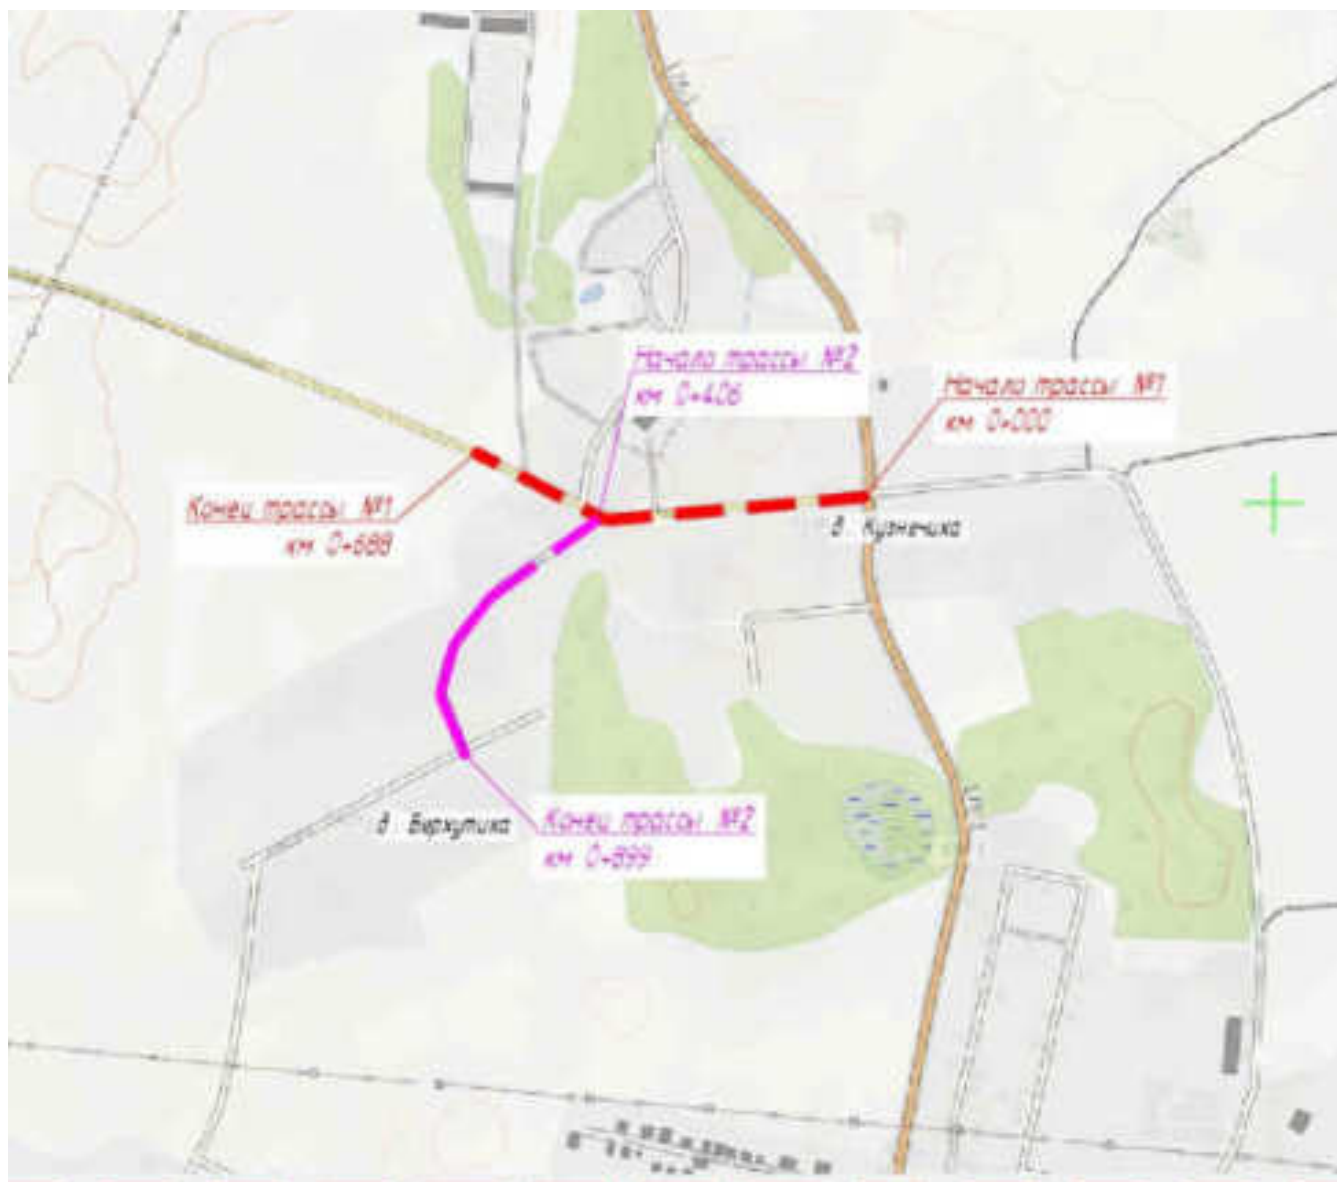 Начало трассы №2
км 0+406
Начало трассы №1
км 0+000
Конец трассы №1
км 0+688
д. Кузнечиха
д. Верхутиха
Конец трассы №2
км 0+899